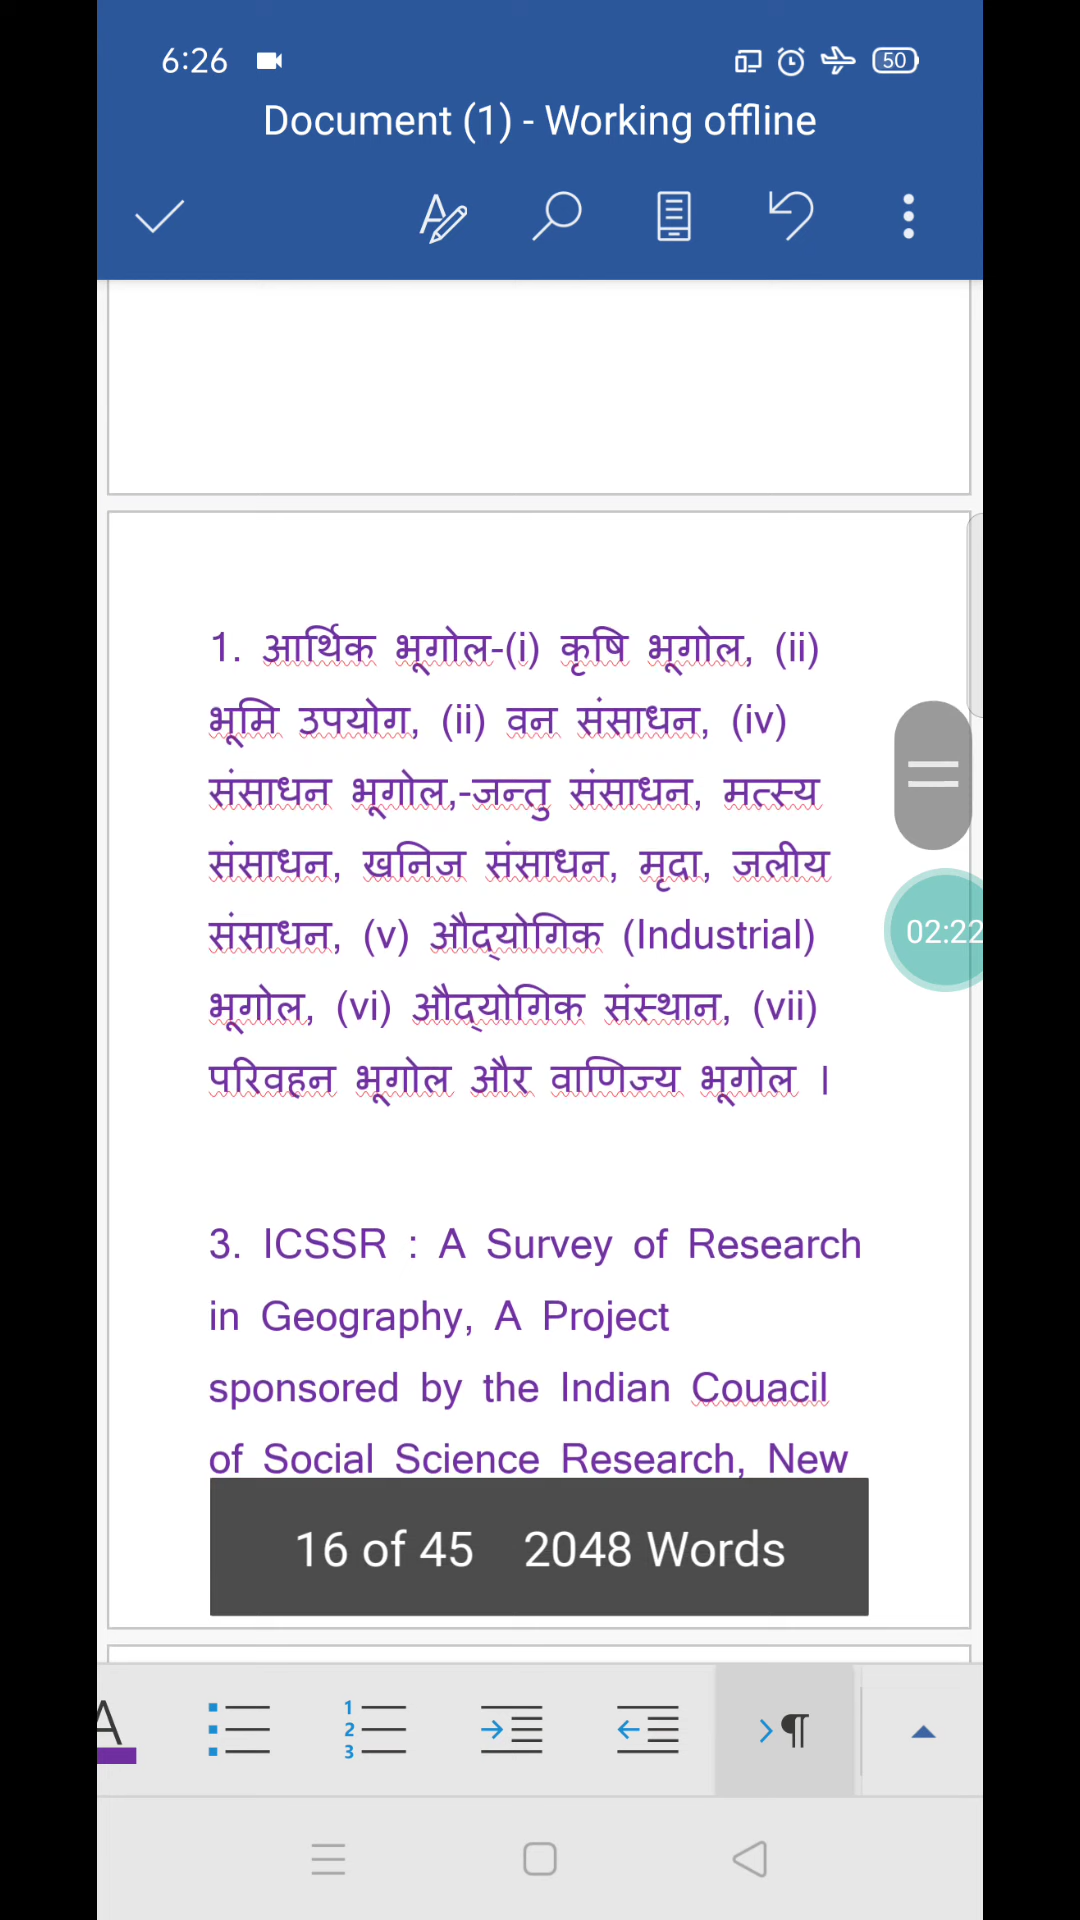 6:26
50
Document (1) - Working offline
1. आर्थिक भूगोल-(i) कृषि भूगोल, (ii)
भूमि उपयोग, (ii) वन संसाधन, (iv)
संसाधन भूगोल,-जन्तु संसाधन, मत्स्य
संसाधन, खनिज संसाधन, मृदा, जलीय
संसाधन, (v) औद्योगिक (Industrial)
भूगोल, (vi) औद्योगिक संस्थान, (vii)
परिवहन भूगोल और वाणिज्य भूगोल ।
02:22
3. ICSSR : A Survey of Research
in Geography, A Project
sponsored by the Indian Couacil
of Social Science Research, New
16 of 45 2048 Words